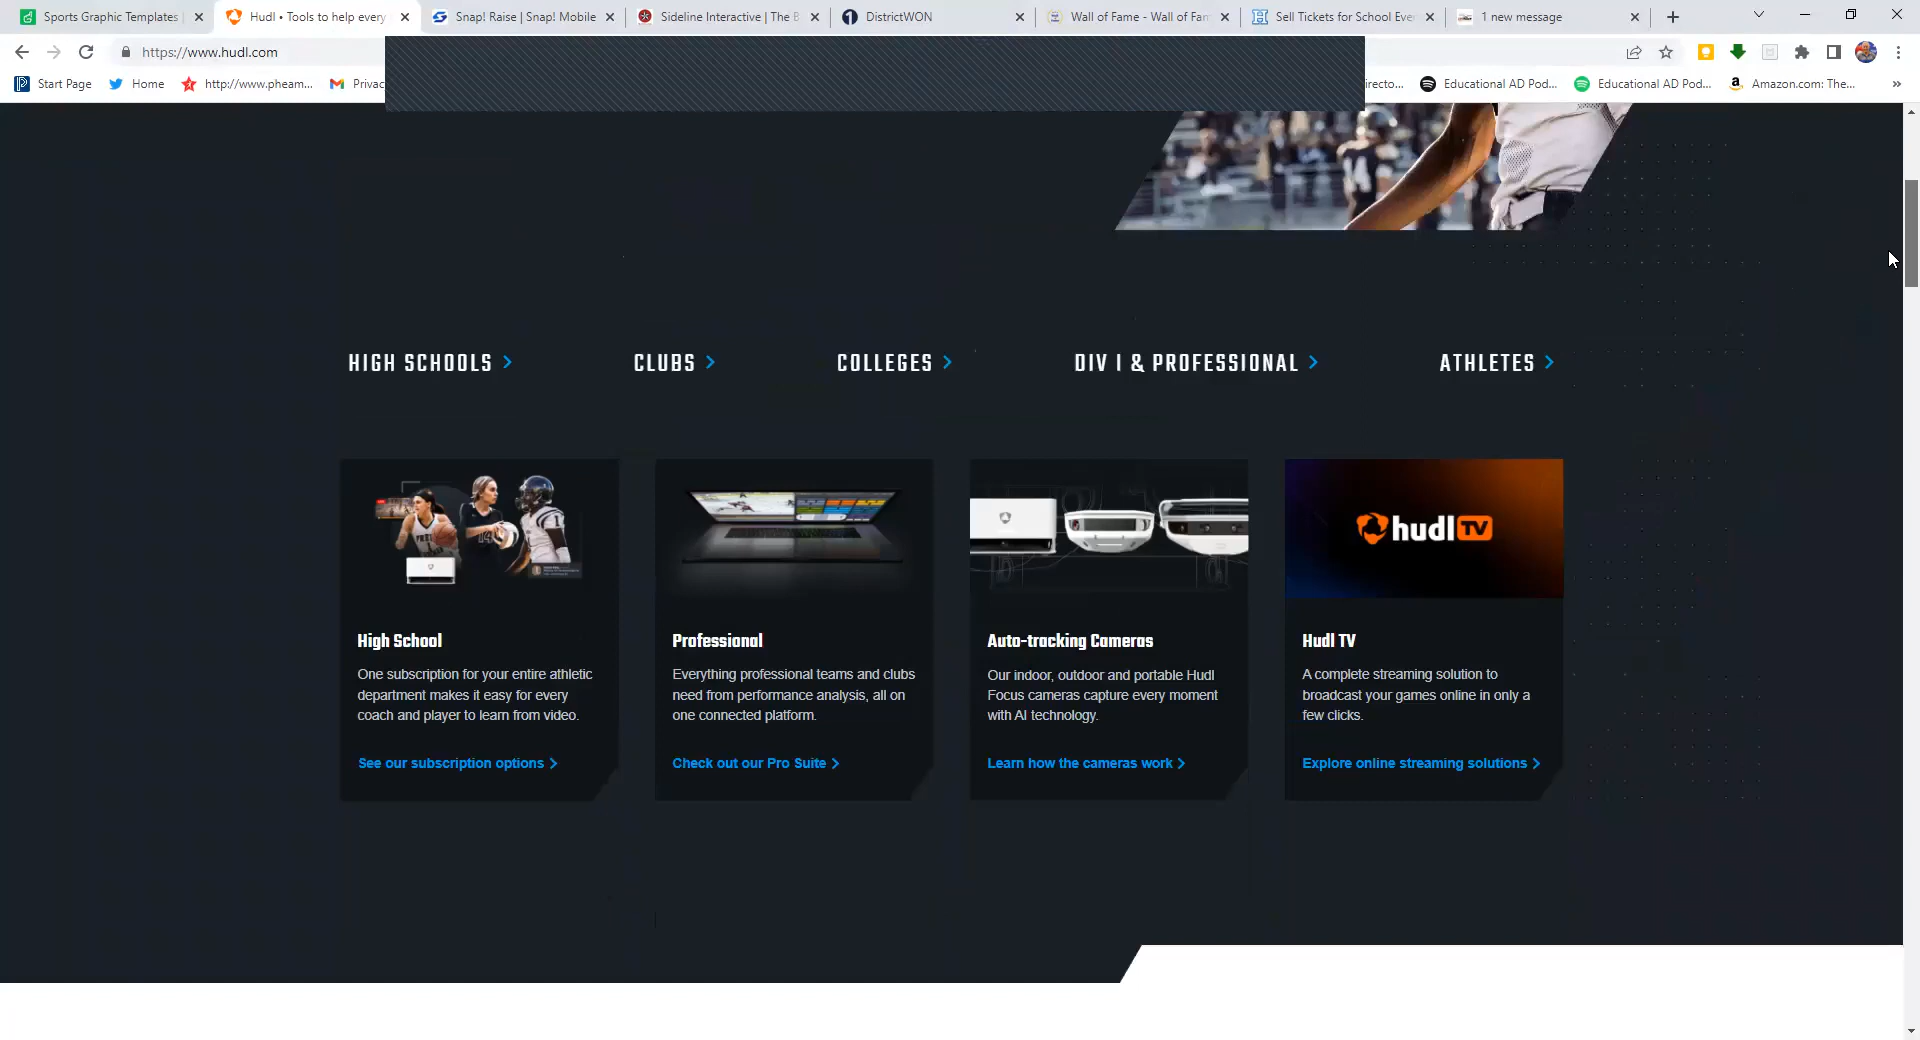 Sports Graphic Templates
Hudl • Tools to help every
Snap! Raise | Snap! Mobile
Sideline Interactive | The B
DistrictWON
Wall of Fame - Wall of Fam
Sell Tickets for School Eve
1 new message
https://www.hudl.com
Start Page
Home
http://www.pheam...
Privac
irecto...
Educational AD Pod...
Educational AD Pod...
Amazon.com: The...
HIGH SCHOOLS
CLUBS
COLLEGES
DIV I & PROFESSIONAL
ATHLETES
hudl TV
High School
One subscription for your entire athletic
department makes it easy for every
coach and player to learn from video.
See our subscription options
Professional
Everything professional teams and clubs
need from performance analysis, all on
one connected platform.
Check out our Pro Suite
Auto-tracking Cameras
Our indoor, outdoor and portable Hudl
Focus cameras capture every moment
with AI technology.
Learn how the cameras work
Hudl TV
A complete streaming solution to
broadcast your games online in only a
few clicks.
Explore online streaming solutions